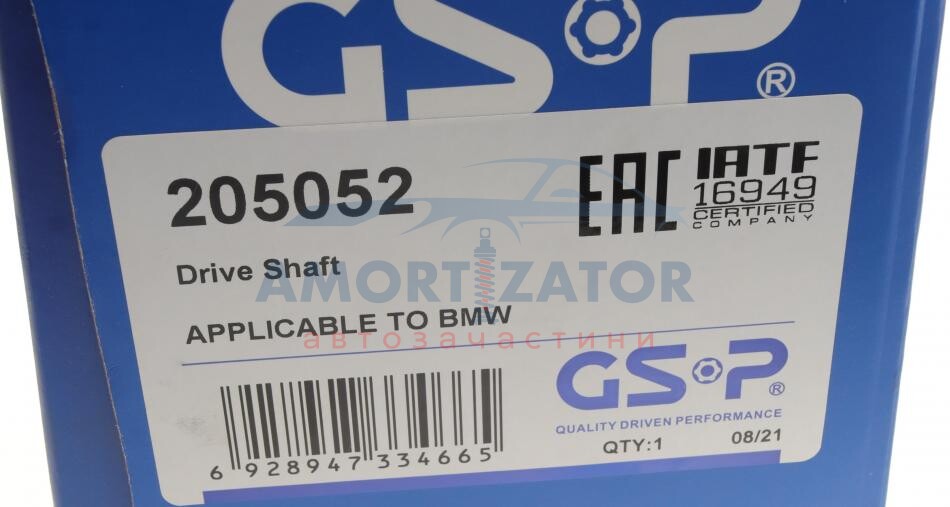 GSP®
205052
EAC
IATF
16949
CERTIFIED
COMPANY
Drive Shaft
AMORTIZATOR
APPLICABLE TO BMW
автозапчастини
GSP®
QUALITY DRIVEN PERFORMANCE
QTY:1 08/21
6 928947 334665